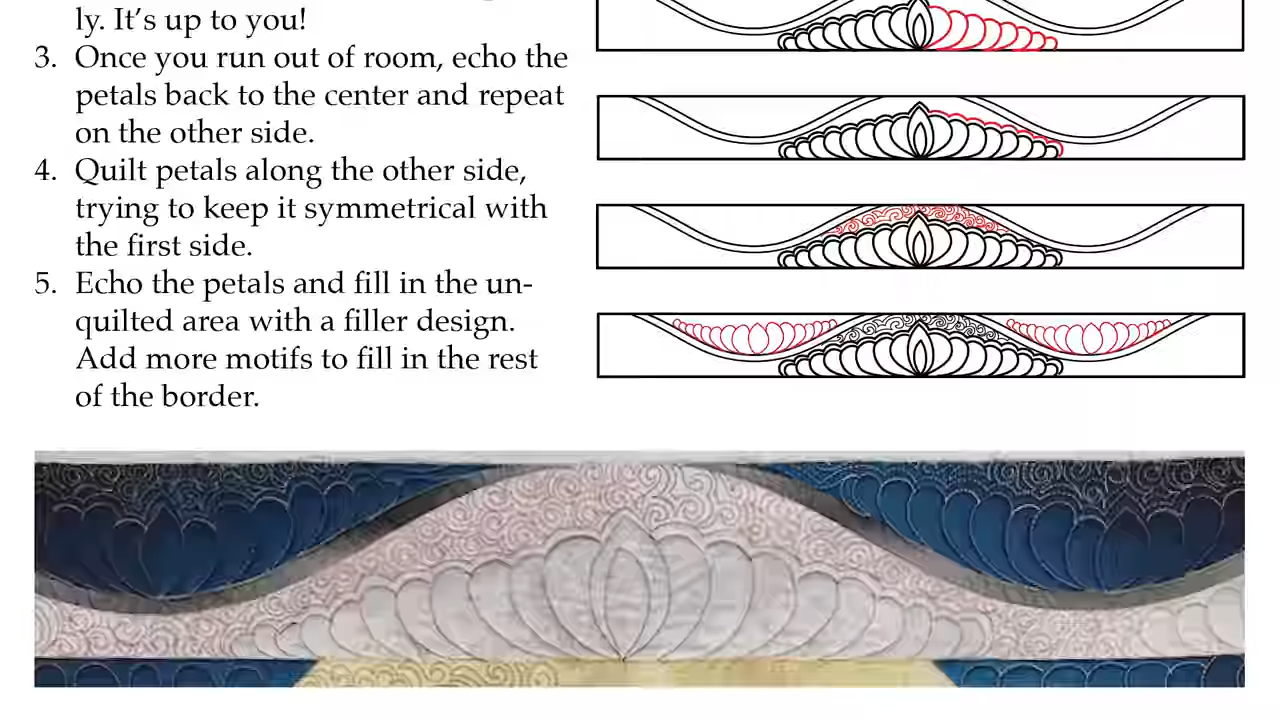 ly. It’s up to you!
3. Once you run out of room, echo the
petals back to the center and repeat
on the other side.
4. Quilt petals along the other side,
trying to keep it symmetrical with
the first side.
5. Echo the petals and fill in the un-
quilted area with a filler design.
Add more motifs to fill in the rest
of the border.